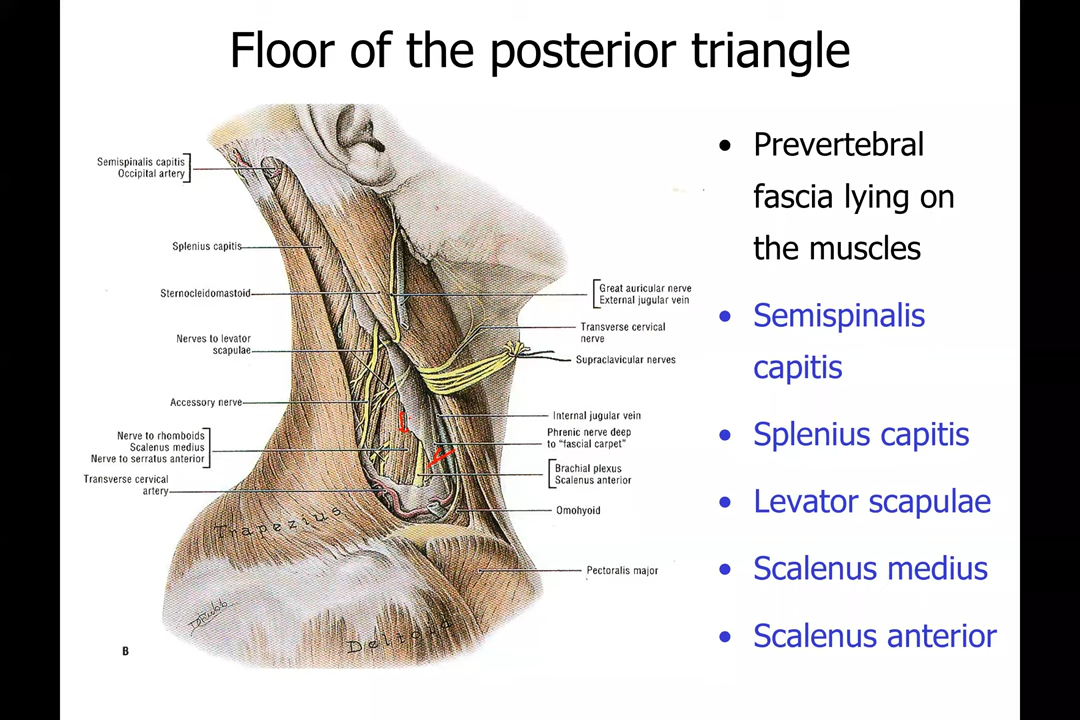 Floor of the posterior triangle
Semispinalis capitis
Occipital artery
Splenius capitis
Sternocleidomastoid
Nerves to levator
scapulae
Accessory nerve
Nerve to rhomboids
Scalenus medius
Nerve to serratus anterior
Transverse cervical
artery
Great auricular nerve
External jugular vein
Transverse cervical
nerve
Supraclavicular nerves
Internal jugular vein
Phrenic nerve deep
to “fascial carpet”
Brachial plexus
Scalenus anterior
Omohyoid
Pectoralis major
Trapezius
Deltoid
B
• Prevertebral
fascia lying on
the muscles
• Semispinalis
capitis
• Splenius capitis
• Levator scapulae
• Scalenus medius
• Scalenus anterior